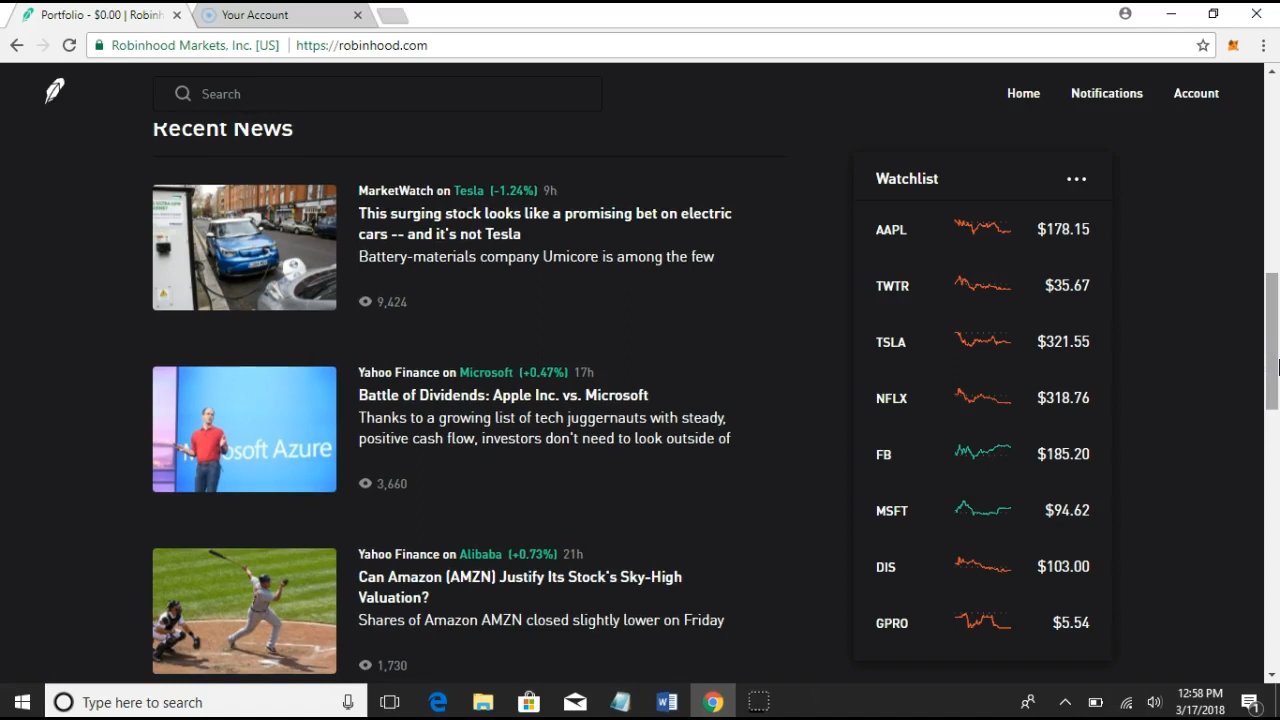 Portfolio - $0.00 | Robinh
Your Account
Robinhood Markets, Inc. [US]
https://robinhood.com
Search
Home
Notifications
Account
Recent News
MarketWatch on Tesla (-1.24%) 9h
This surging stock looks like a promising bet on electric
cars -- and it's not Tesla
Battery-materials company Umicore is among the few
9,424
Microsoft Azure
Yahoo Finance on Microsoft (+0.47%) 17h
Battle of Dividends: Apple Inc. vs. Microsoft
Thanks to a growing list of tech juggernauts with steady,
positive cash flow, investors don't need to look outside of
3,660
Yahoo Finance on Alibaba (+0.73%) 21h
Can Amazon (AMZN) Justify Its Stock's Sky-High
Valuation?
Shares of Amazon AMZN closed slightly lower on Friday
1,730
Watchlist
AAPL $178.15
TWTR $35.67
TSLA $321.55
NFLX $318.76
FB $185.20
MSFT $94.62
DIS $103.00
GPRO $5.54
Type here to search
12:58 PM
3/17/2018
1